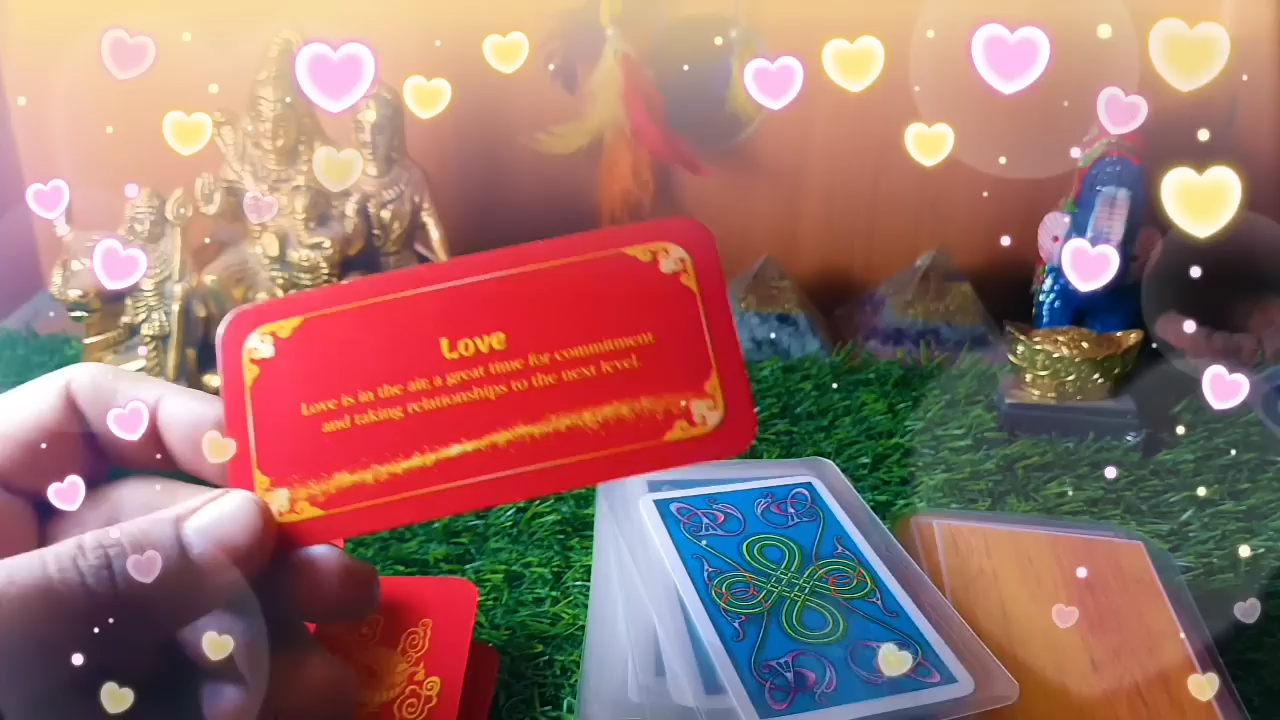 Love
Love is in the air, a great time for commitment
and taking relationships to the next level.